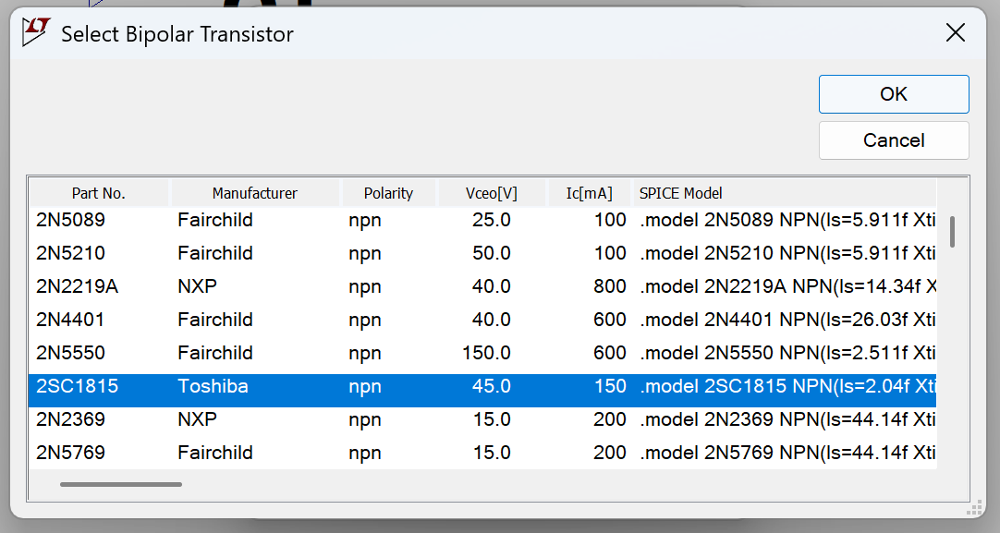 Select Bipolar Transistor
OK
Cancel
Part No. Manufacturer Polarity Vceo[V] Ic[mA] SPICE Model
2N5089 Fairchild npn 25.0 100 .model 2N5089 NPN(Is=5.911f Xti
2N5210 Fairchild npn 50.0 100 .model 2N5210 NPN(Is=5.911f Xti
2N2219A NXP npn 40.0 800 .model 2N2219A NPN(Is=14.34f X
2N4401 Fairchild npn 40.0 600 .model 2N4401 NPN(Is=26.03f Xti
2N5550 Fairchild npn 150.0 600 .model 2N5550 NPN(Is=2.511f Xti
2SC1815 Toshiba npn 45.0 150 .model 2SC1815 NPN(Is=2.04f Xti
2N2369 NXP npn 15.0 200 .model 2N2369 NPN(Is=44.14f Xti
2N5769 Fairchild npn 15.0 200 .model 2N5769 NPN(Is=44.14f Xti